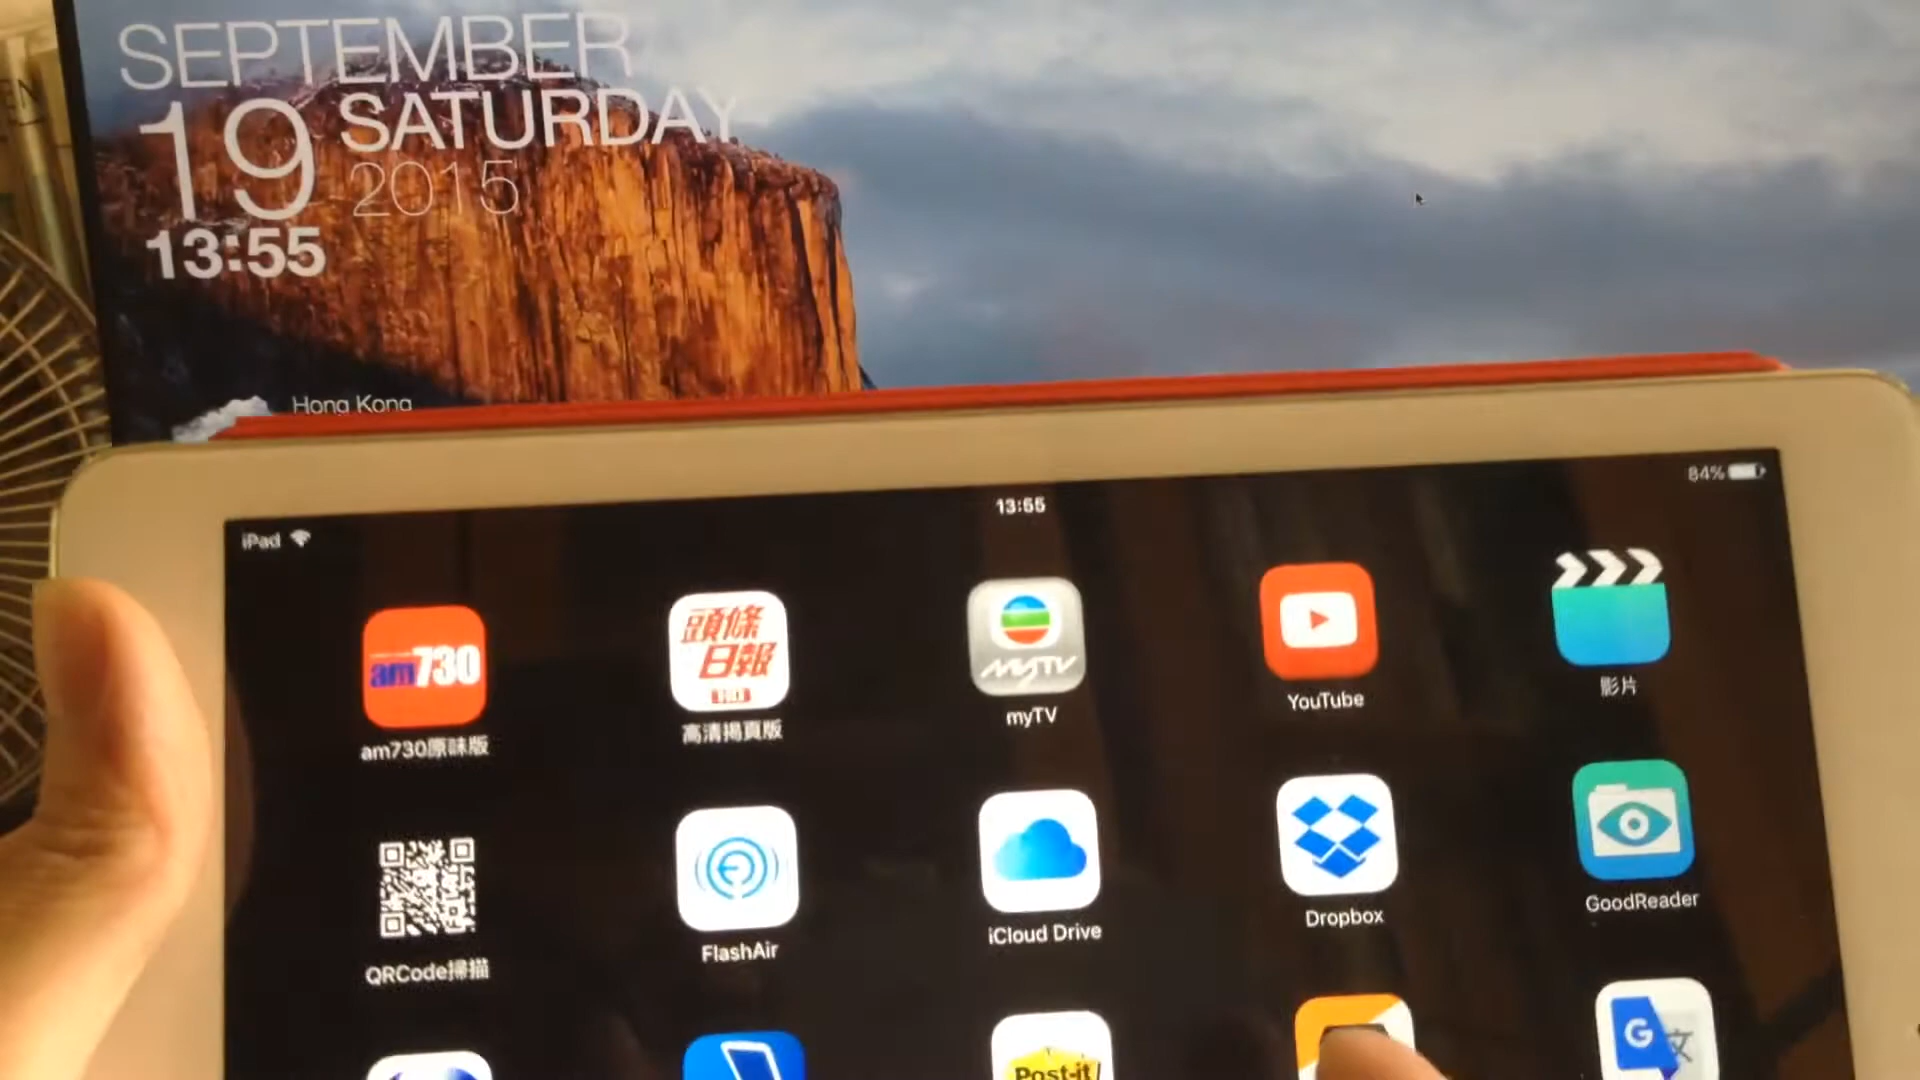 SEPTEMBER
19 SATURDAY
2015
13:55
Hong Kong
iPad
13:55
84%
am730
頭條
日報
myTV
am730原味版
高清揭頁版
myTV
YouTube
影片
QRCode掃描
FlashAir
iCloud Drive
Dropbox
GoodReader
Post-it
G
文